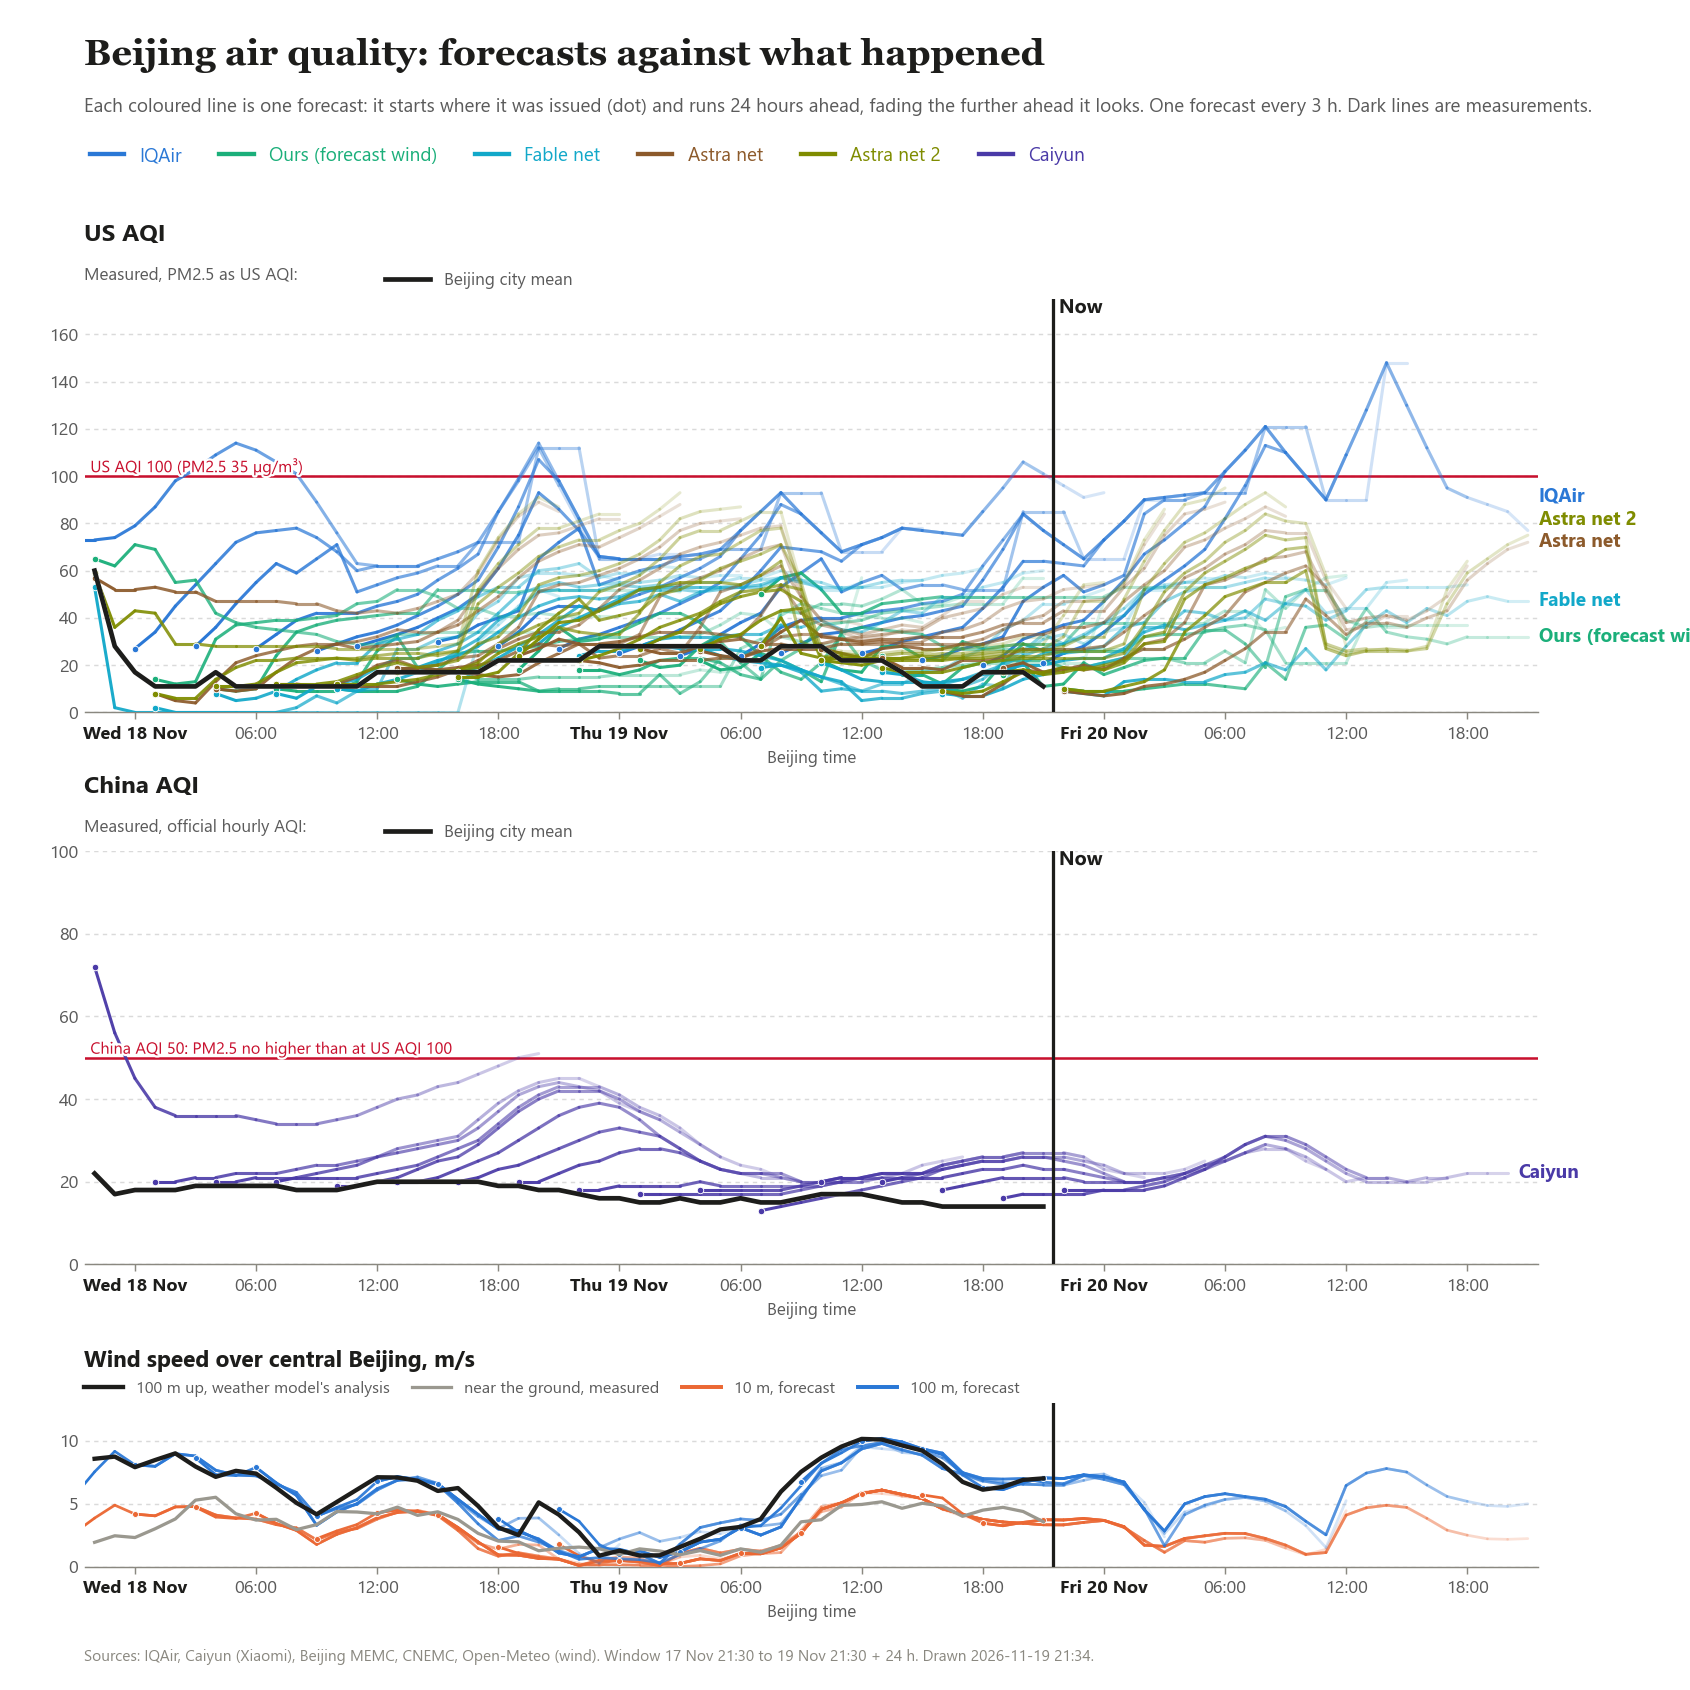 Beijing air quality: forecasts against what happened
Each coloured line is one forecast: it starts where it was issued (dot) and runs 24 hours ahead, fading the further ahead it looks. One forecast every 3 h. Dark lines are measurements.
IQAir Ours (forecast wind) Fable net Astra net Astra net 2 Caiyun
US AQI
Measured, PM2.5 as US AQI: Beijing city mean
Now
160
140
120
US AQI 100 (PM2.5 35 µg/m³)
100
IQAir
80
Astra net 2
Astra net
60
Fable net
40
Ours (forecast wi
20
0
Wed 18 Nov 06:00 12:00 18:00 Thu 19 Nov 06:00 12:00 18:00 Fri 20 Nov 06:00 12:00 18:00
Beijing time
China AQI
Measured, official hourly AQI: Beijing city mean
100
Now
80
60
China AQI 50: PM2.5 no higher than at US AQI 100
40
20
Caiyun
0
Wed 18 Nov 06:00 12:00 18:00 Thu 19 Nov 06:00 12:00 18:00 Fri 20 Nov 06:00 12:00 18:00
Beijing time
Wind speed over central Beijing, m/s
100 m up, weather model's analysis near the ground, measured 10 m, forecast 100 m, forecast
10
5
0
Wed 18 Nov 06:00 12:00 18:00 Thu 19 Nov 06:00 12:00 18:00 Fri 20 Nov 06:00 12:00 18:00
Beijing time
Sources: IQAir, Caiyun (Xiaomi), Beijing MEMC, CNEMC, Open-Meteo (wind). Window 17 Nov 21:30 to 19 Nov 21:30 + 24 h. Drawn 2026-11-19 21:34.